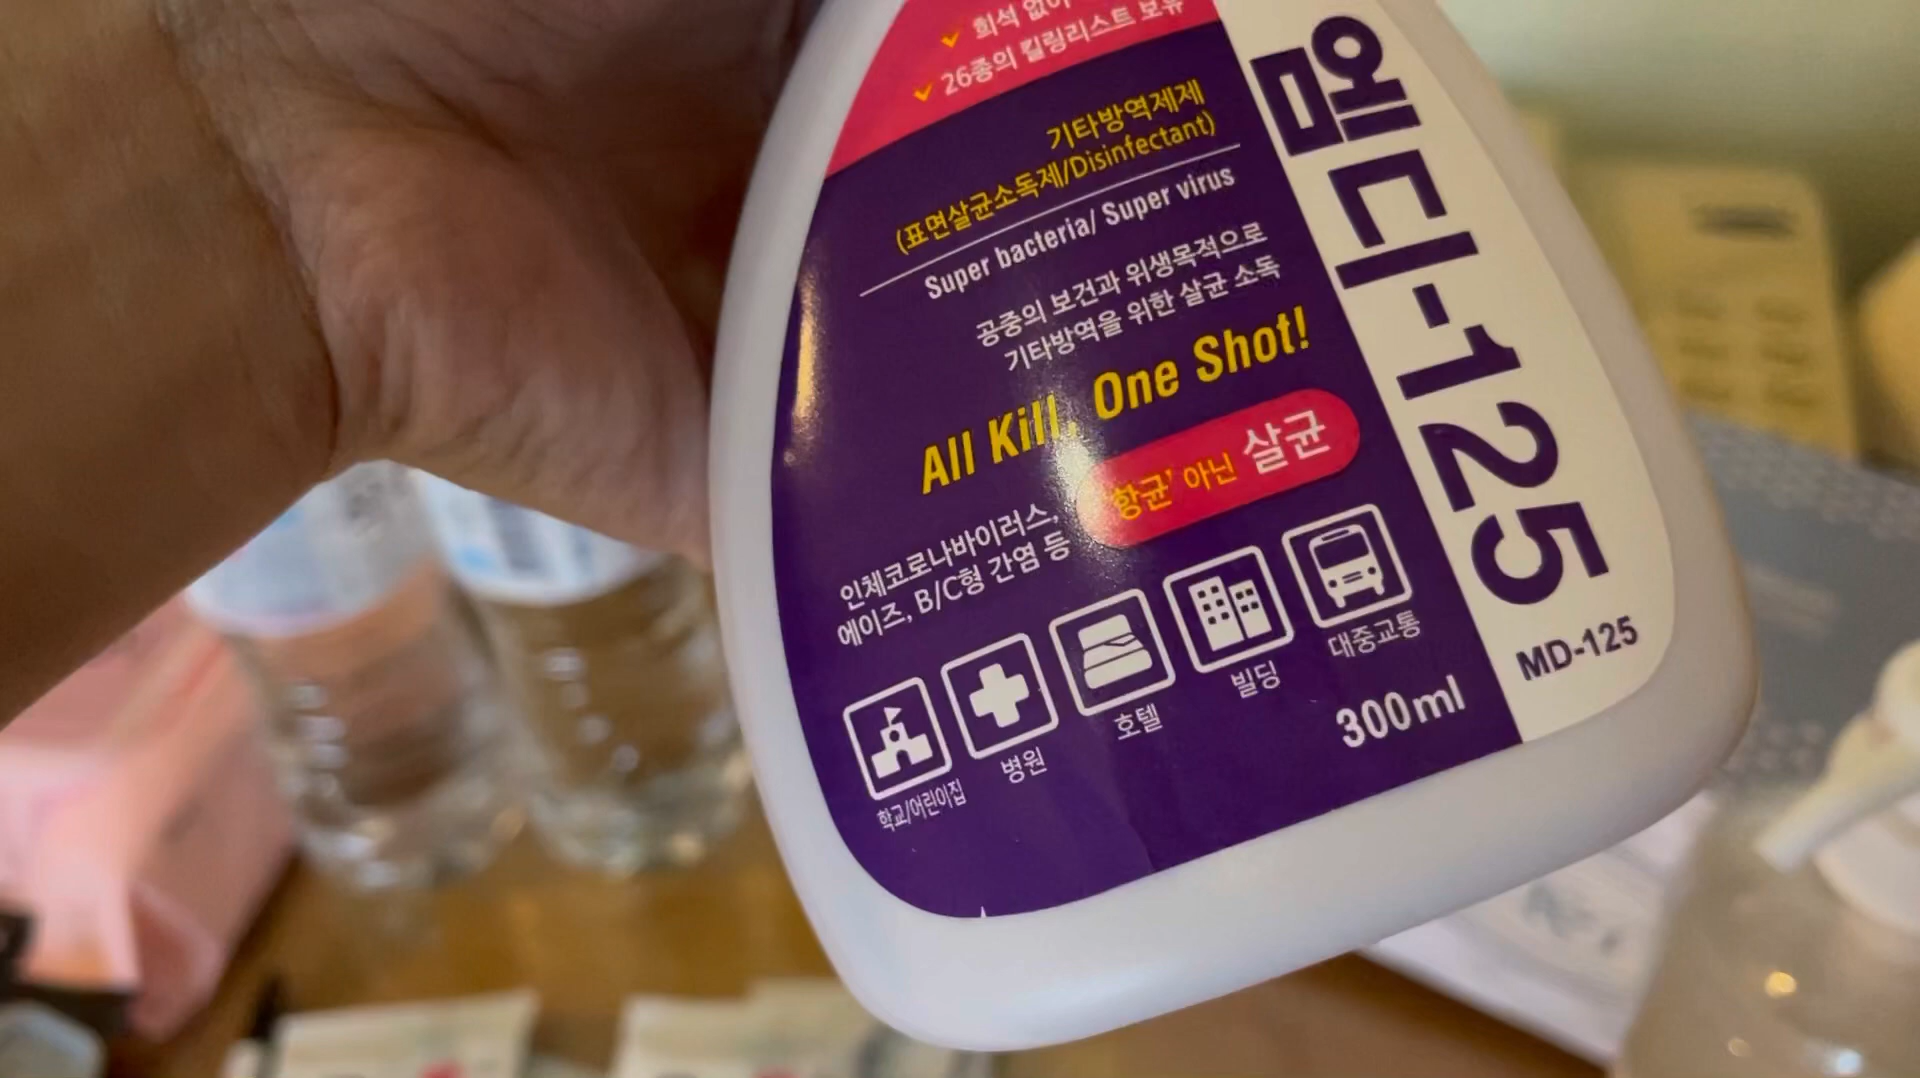 희석 없이
26종의 킬링리스트 보유
기타방역제제
(표면살균소독제/Disinfectant)
Super bacteria/ Super virus
공중의 보건과 위생목적으로
기타방역을 위한 살균 소독
All Kill, One Shot!
'항균' 아닌 살균
인체코로나바이러스,
에이즈, B/C형 간염 등
학교/어린이집
병원
호텔
빌딩
대중교통
300ml
엠디-125
MD-125